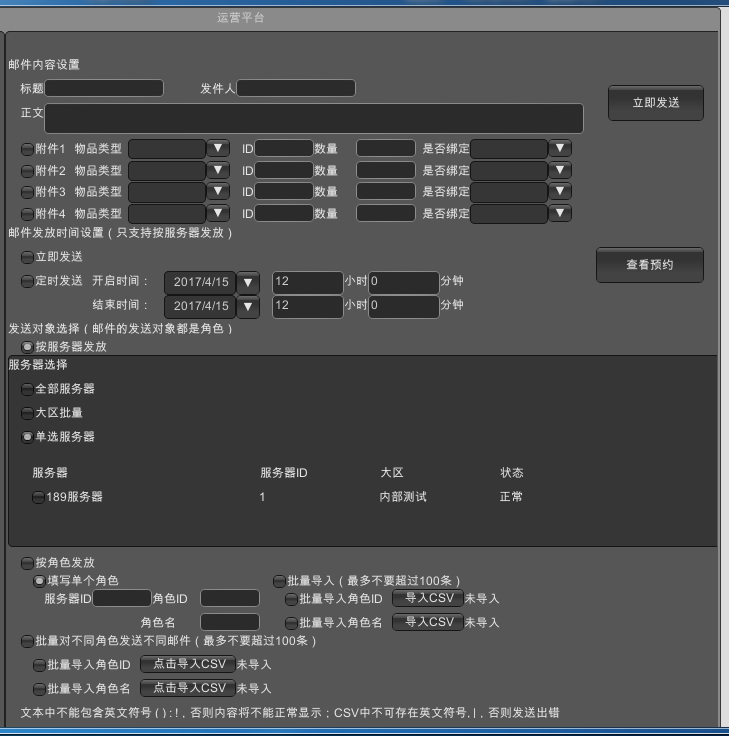 运营平台
邮件内容设置
标题 发件人
立即发送
正文
附件1 物品类型 ▼ ID 数量 是否绑定 ▼
附件2 物品类型 ▼ ID 数量 是否绑定 ▼
附件3 物品类型 ▼ ID 数量 是否绑定 ▼
附件4 物品类型 ▼ ID 数量 是否绑定 ▼
邮件发放时间设置(只支持按服务器发放)
立即发送
查看预约
定时发送 开启时间: 2017/4/15 ▼ 12 小时 0 分钟
结束时间: 2017/4/15 ▼ 12 小时 0 分钟
发送对象选择(邮件的发送对象都是角色)
按服务器发放
服务器选择
全部服务器
大区批量
单选服务器
服务器 服务器ID 大区 状态
189服务器 1 内部测试 正常
按角色发放
填写单个角色 批量导入(最多不要超过100条)
服务器ID 角色ID 批量导入角色ID 导入CSV 未导入
角色名 批量导入角色名 导入CSV 未导入
批量对不同角色发送不同邮件(最多不要超过100条)
批量导入角色ID 点击导入CSV 未导入
批量导入角色名 点击导入CSV 未导入
文本中不能包含英文符号():!,否则内容将不能正常显示;CSV中不可存在英文符号,|,否则发送出错